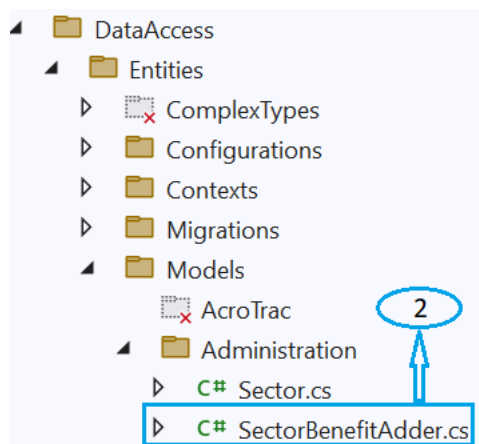 DataAccess
Entities
ComplexTypes
Configurations
Contexts
Migrations
Models
AcroTrac
2
Administration
C# Sector.cs
C# SectorBenefitAdder.cs